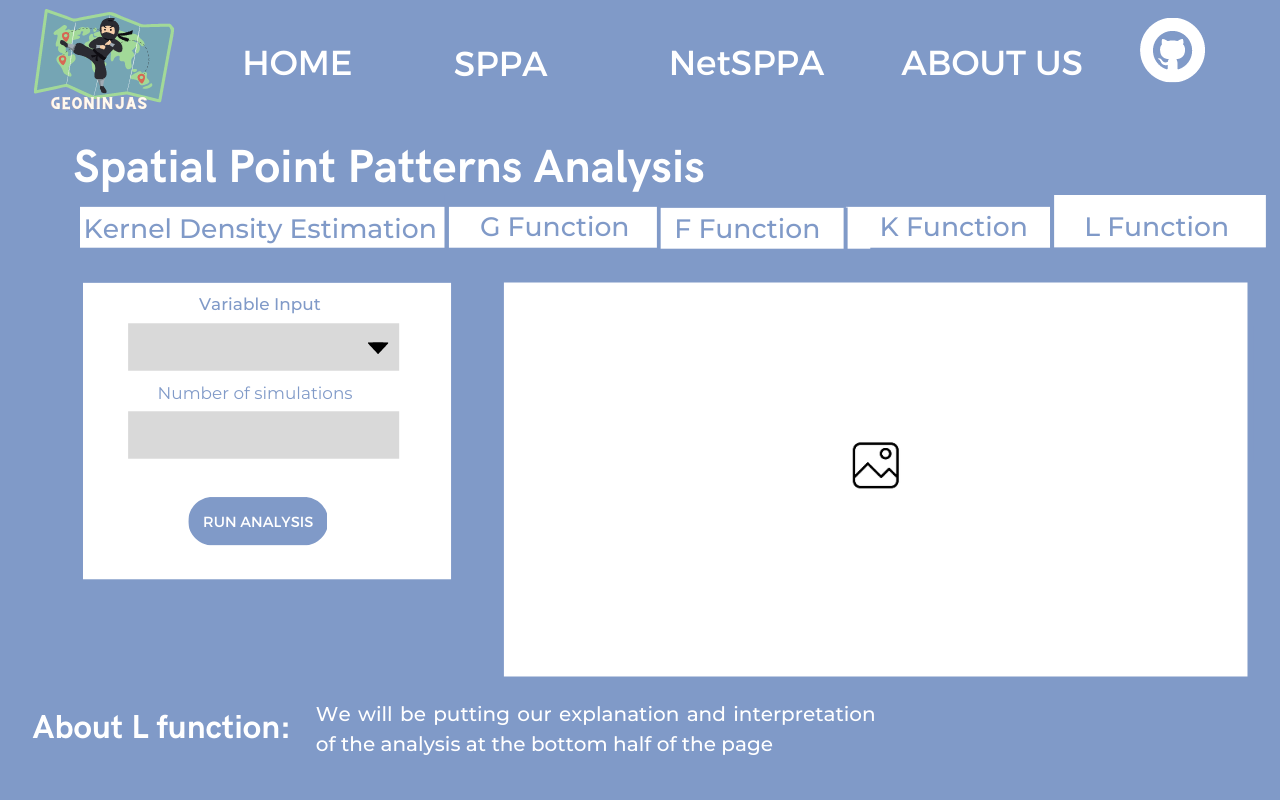 GEONINJAS
HOME
SPPA
NetSPPA
ABOUT US
Spatial Point Patterns Analysis
Kernel Density Estimation
G Function
F Function
K Function
L Function
Variable Input
Number of simulations
RUN ANALYSIS
About L function:
We will be putting our explanation and interpretation
of the analysis at the bottom half of the page